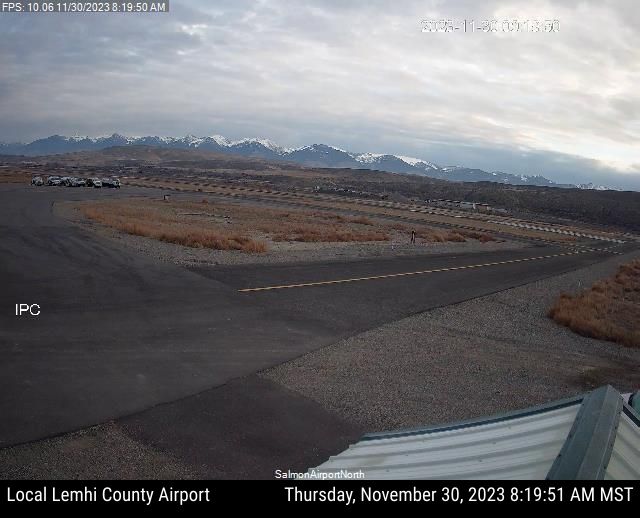 FPS: 10.06 11/30/2023 8:19:50 AM
IPC
SalmonAirportNorth
Local Lemhi County Airport
Thursday, November 30, 2023 8:19:51 AM MST